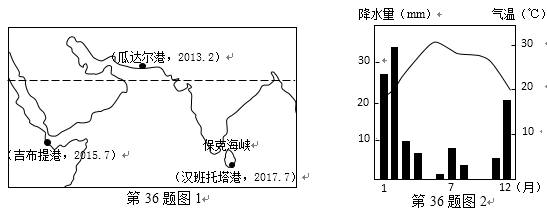 (瓜达尔港，2013.2)
保克海峡
(吉布提港，2015.7)
(汉班托塔港，2017.7)
第36题图1
降水量(mm) 气温(℃)
30 30
20 20
10 10
1 7 12(月)
第36题图2